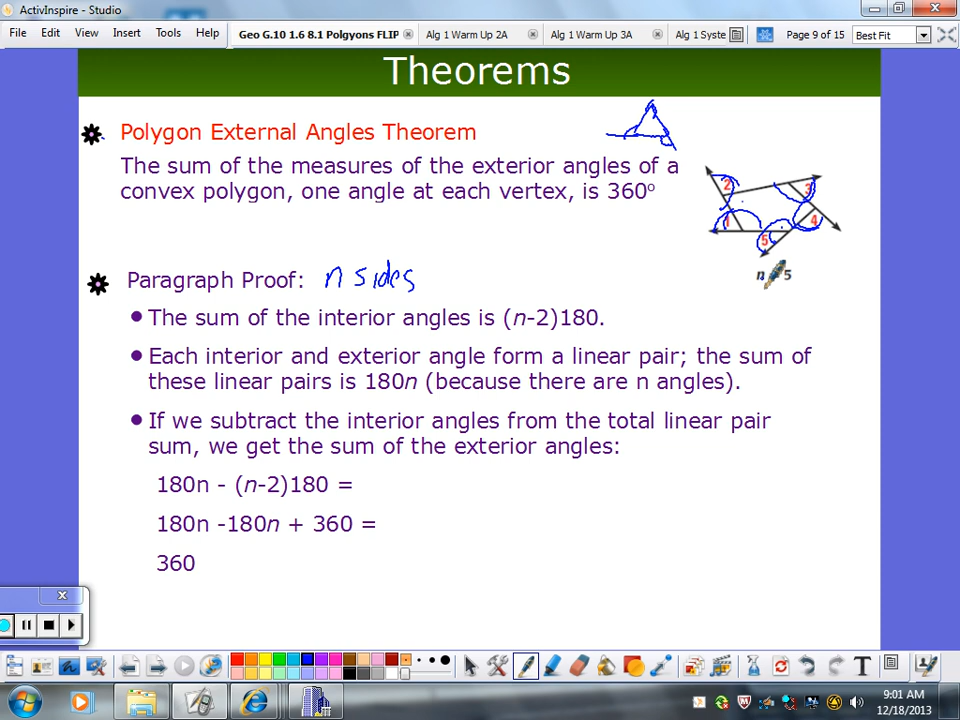 ActivInspire - Studio
File Edit View Insert Tools Help Geo G.10 1.6 8.1 Polgyons FLIP Alg 1 Warm Up 2A Alg 1 Warm Up 3A Alg 1 Syste Page 9 of 15 Best Fit
Theorems
Polygon External Angles Theorem
The sum of the measures of the exterior angles of a
convex polygon, one angle at each vertex, is 360°
2
3
1
4
5
n 5
Paragraph Proof: n sides
The sum of the interior angles is (n-2)180.
Each interior and exterior angle form a linear pair; the sum of
these linear pairs is 180n (because there are n angles).
If we subtract the interior angles from the total linear pair
sum, we get the sum of the exterior angles:
180n - (n-2)180 =
180n -180n + 360 =
360
9:01 AM
12/18/2013